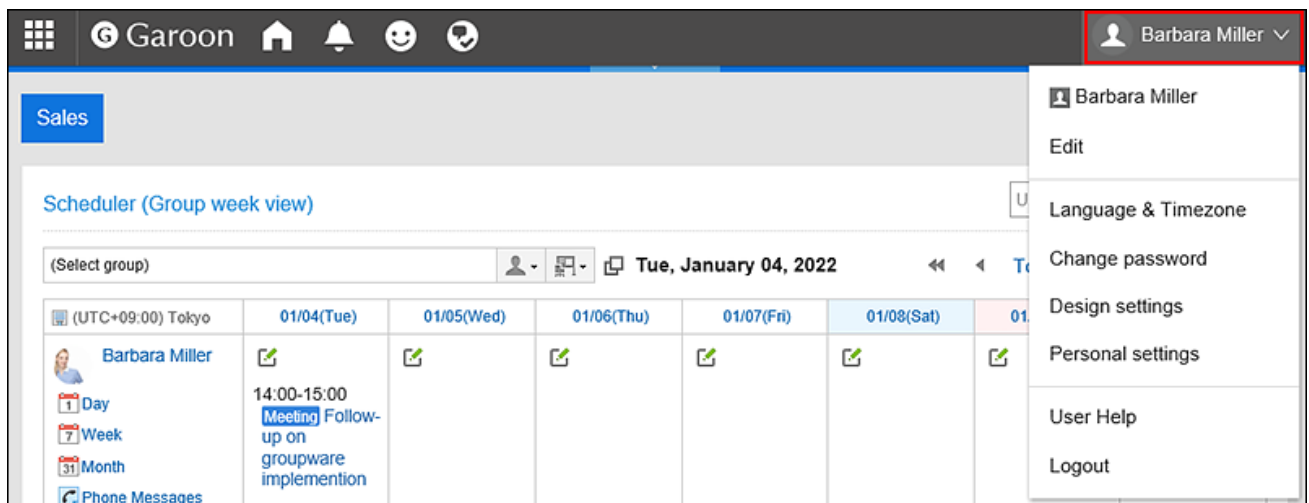 G Garoon
Barbara Miller
Barbara Miller
Edit
Language & Timezone
Change password
Design settings
Personal settings
User Help
Logout
Sales
Scheduler (Group week view)
(Select group)
Tue, January 04, 2022
(UTC+09:00) Tokyo
01/04(Tue)
01/05(Wed)
01/06(Thu)
01/07(Fri)
01/08(Sat)
Barbara Miller
1 Day
7 Week
31 Month
Phone Messages
14:00-15:00
Meeting Follow-
up on
groupware
implemention